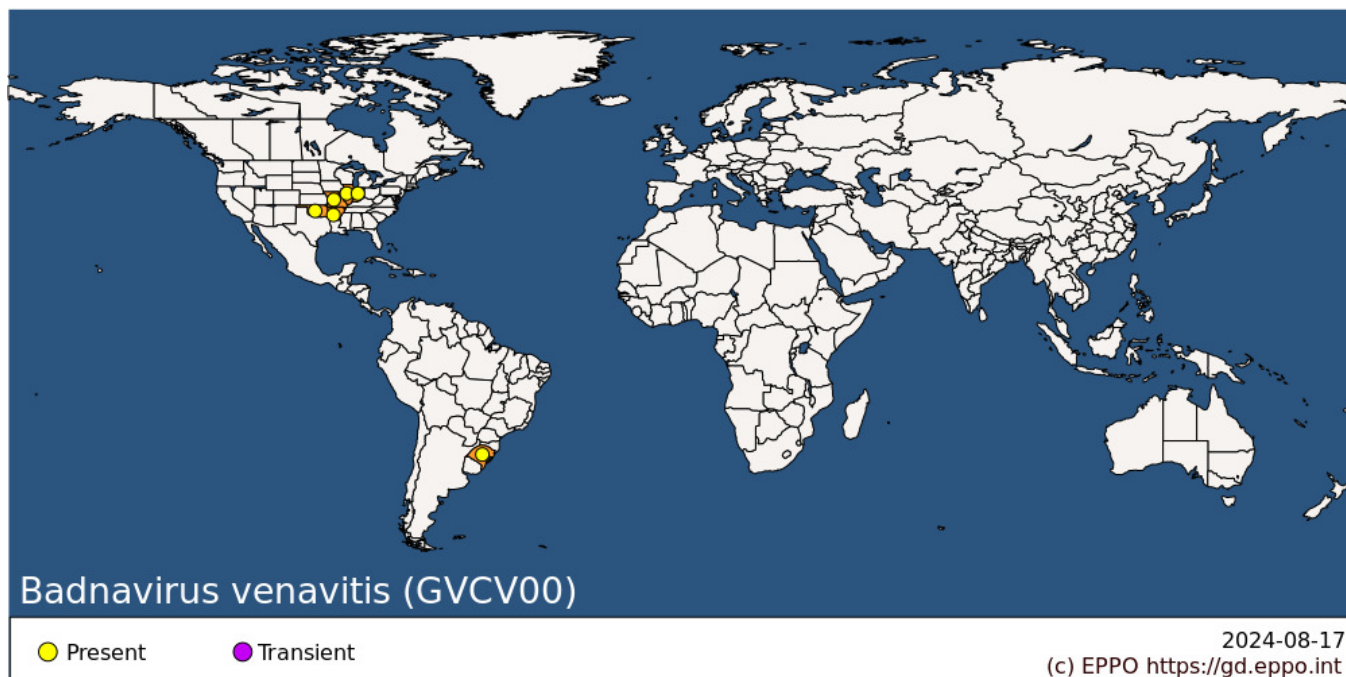 Badnavirus venavitis (GVCV00)
Present
Transient
2024-08-17
(c) EPPO https://gd.eppo.int